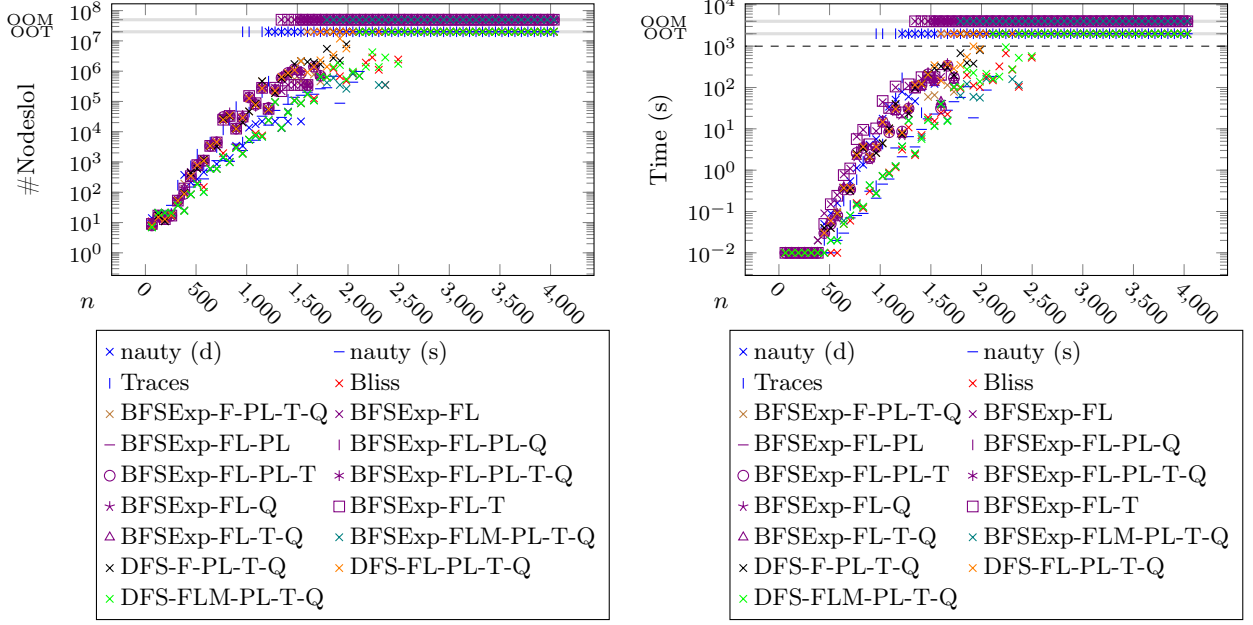 OOM
OOT
10^8
10^7
10^6
10^5
10^4
10^3
10^2
10^1
10^0
#Nodeslol
n
0
500
1,000
1,500
2,000
2,500
3,000
3,500
4,000
nauty (d)
nauty (s)
Traces
Bliss
BFSExp-F-PL-T-Q
BFSExp-FL
BFSExp-FL-PL
BFSExp-FL-PL-Q
BFSExp-FL-PL-T
BFSExp-FL-PL-T-Q
BFSExp-FL-Q
BFSExp-FL-T
BFSExp-FL-T-Q
BFSExp-FLM-PL-T-Q
DFS-F-PL-T-Q
DFS-FL-PL-T-Q
DFS-FLM-PL-T-Q
OOM
OOT
10^4
10^3
10^2
10^1
10^0
10^−1
10^−2
Time (s)
n
0
500
1,000
1,500
2,000
2,500
3,000
3,500
4,000
nauty (d)
nauty (s)
Traces
Bliss
BFSExp-F-PL-T-Q
BFSExp-FL
BFSExp-FL-PL
BFSExp-FL-PL-Q
BFSExp-FL-PL-T
BFSExp-FL-PL-T-Q
BFSExp-FL-Q
BFSExp-FL-T
BFSExp-FL-T-Q
BFSExp-FLM-PL-T-Q
DFS-F-PL-T-Q
DFS-FL-PL-T-Q
DFS-FLM-PL-T-Q